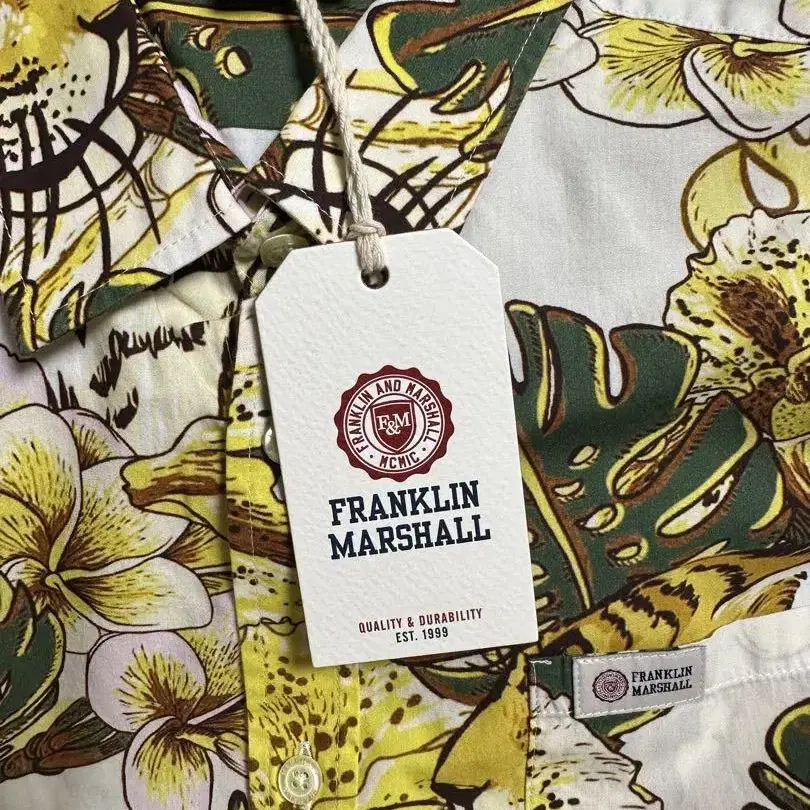 FRANKLIN AND MARSHALL
F&M
· MCMIC ·
FRANKLIN
MARSHALL
QUALITY & DURABILITY
EST. 1999
FRANKLIN
MARSHALL